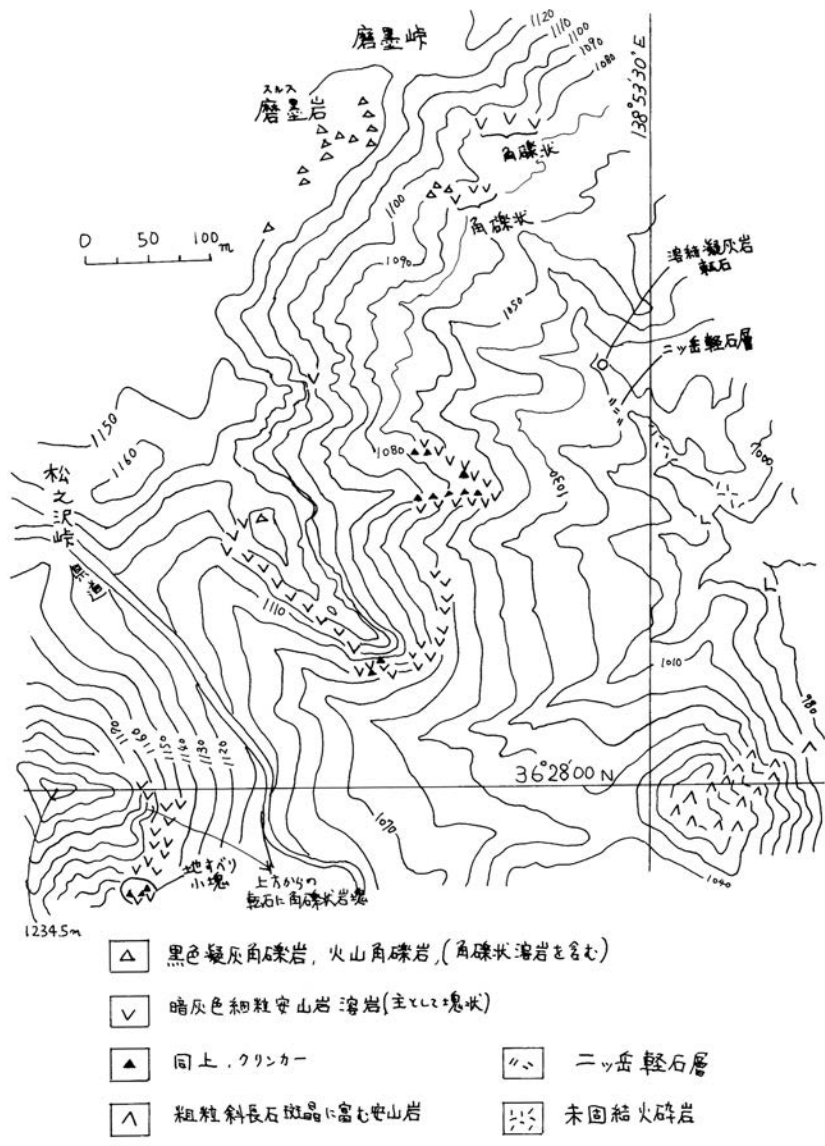 磨墨峠
スルス
磨墨岩
1120
1110
1100
1090
1080
138°53′30″E
角礫状
1100
角礫状
0 50 100 m
1090
溶結凝灰岩
転石
1050
二ッ岳軽石層
1150
1160
1080
1030
1000
松之沢峠
県道
1110
1010
980
1170
1160
1150
1140
1130
1120
36°28′00 N
1070
1040
地すべり
小塊
上方からの
転石に角礫状岩塊
1234.5m
黒色凝灰角礫岩, 火山角礫岩,(角礫状溶岩を含む)
暗灰色細粒安山岩溶岩(主として塊状)
同上、クリンカー
二ッ岳軽石層
粗粒斜長石斑晶に富む安山岩
未固結火砕岩